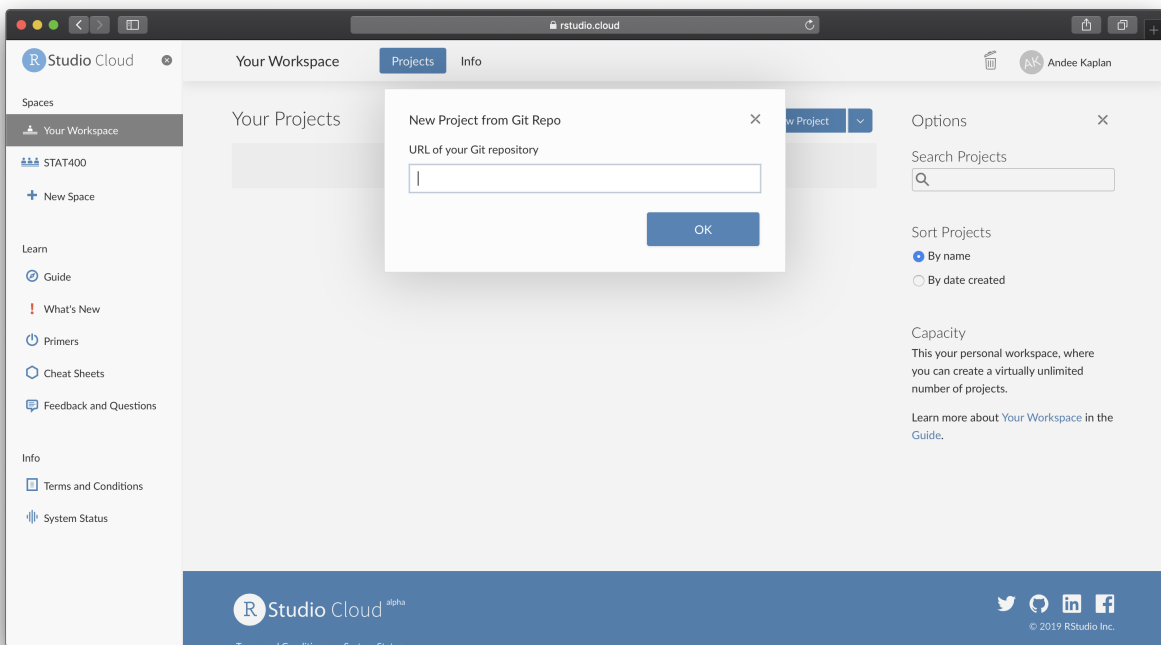 rstudio.cloud
R Studio Cloud
Your Workspace
Projects
Info
AK
Andee Kaplan
Spaces
Your Workspace
STAT400
New Space
Learn
Guide
What's New
Primers
Cheat Sheets
Feedback and Questions
Info
Terms and Conditions
System Status
Your Projects
w Project
New Project from Git Repo
URL of your Git repository
OK
Options
Search Projects
Sort Projects
By name
By date created
Capacity
This your personal workspace, where
you can create a virtually unlimited
number of projects.
Learn more about Your Workspace in the
Guide.
R Studio Cloud alpha
© 2019 RStudio Inc.